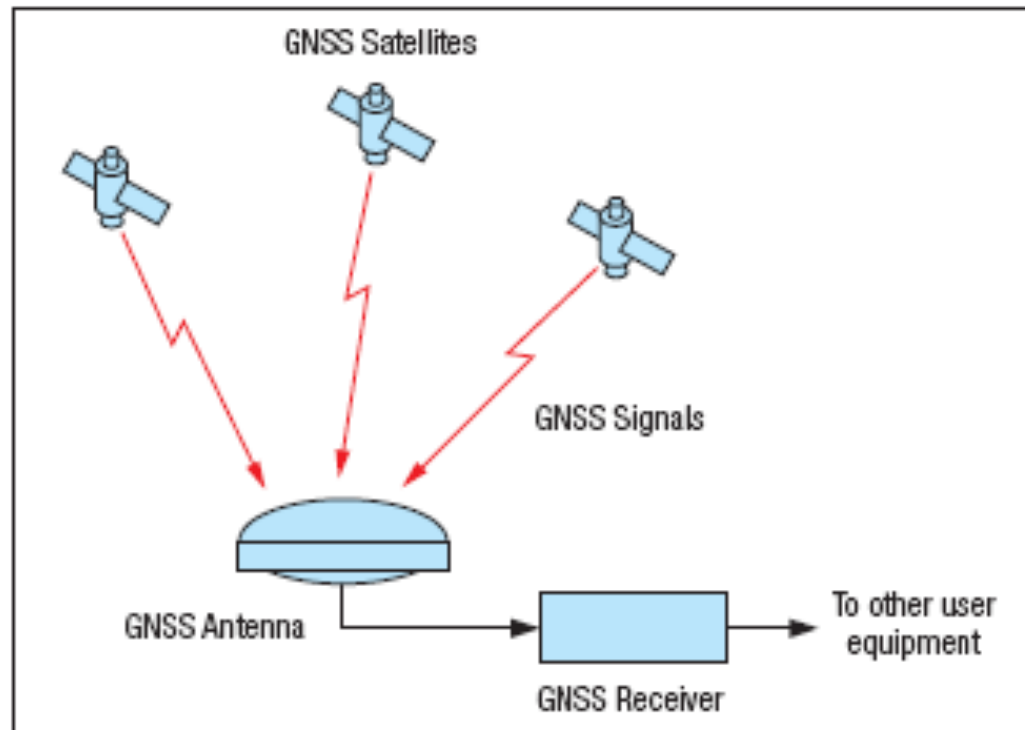 GNSS Satellites
GNSS Signals
GNSS Antenna
To other user
equipment
GNSS Receiver